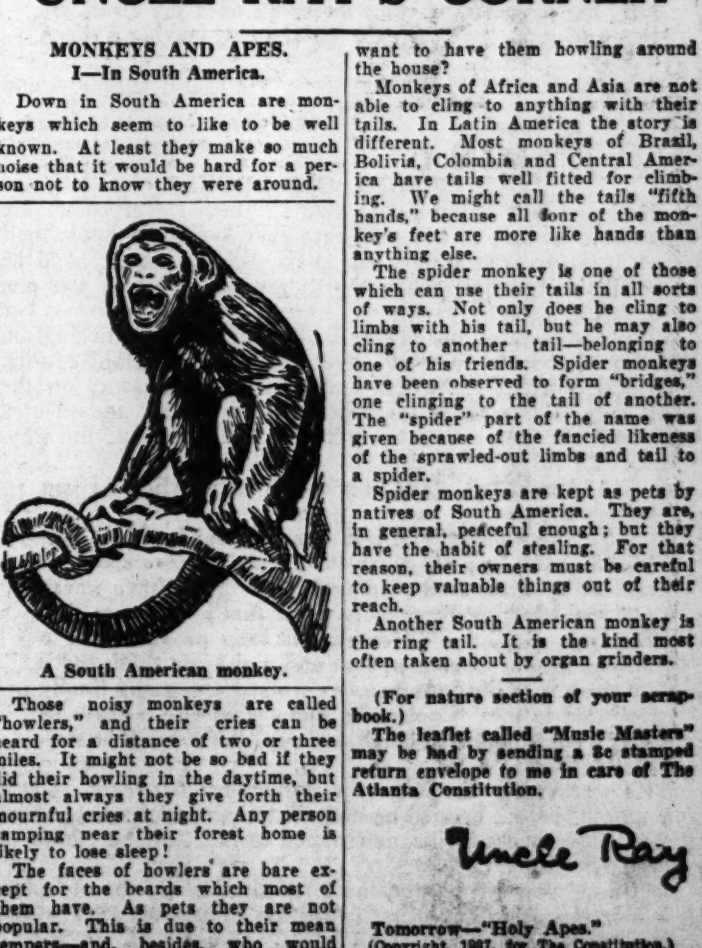 UNCLE RAY'S CORNER
MONKEYS AND APES.
I—In South America.
Down in South America are mon-
keys which seem to like to be well
known. At least they make so much
noise that it would be hard for a per-
son not to know they were around.
A South American monkey.
Those noisy monkeys are called
"howlers," and their cries can be
heard for a distance of two or three
miles. It might not be so bad if they
did their howling in the daytime, but
almost always they give forth their
mournful cries at night. Any person
camping near their forest home is
likely to lose sleep!
The faces of howlers are bare ex-
cept for the beards which most of
them have. As pets they are not
popular. This is due to their mean
tempers—and, besides, who would
want to have them howling around
the house?
Monkeys of Africa and Asia are not
able to cling to anything with their
tails. In Latin America the story is
different. Most monkeys of Brazil,
Bolivia, Colombia and Central Amer-
ica have tails well fitted for climb-
ing. We might call the tails "fifth
hands," because all four of the mon-
key's feet are more like hands than
anything else.
The spider monkey is one of those
which can use their tails in all sorts
of ways. Not only does he cling to
limbs with his tail, but he may also
cling to another tail—belonging to
one of his friends. Spider monkeys
have been observed to form "bridges,"
one clinging to the tail of another.
The "spider" part of the name was
given because of the fancied likeness
of the sprawled-out limbs and tail to
a spider.
Spider monkeys are kept as pets by
natives of South America. They are,
in general, peaceful enough; but they
have the habit of stealing. For that
reason, their owners must be careful
to keep valuable things out of their
reach.
Another South American monkey is
the ring tail. It is the kind most
often taken about by organ grinders.
(For nature section of your scrap-
book.)
The leaflet called "Music Masters"
may be had by sending a 3c stamped
return envelope to me in care of The
Atlanta Constitution.
Uncle Ray
Tomorrow—"Holy Apes."
(Copyright, 1937, for The Constitution.)